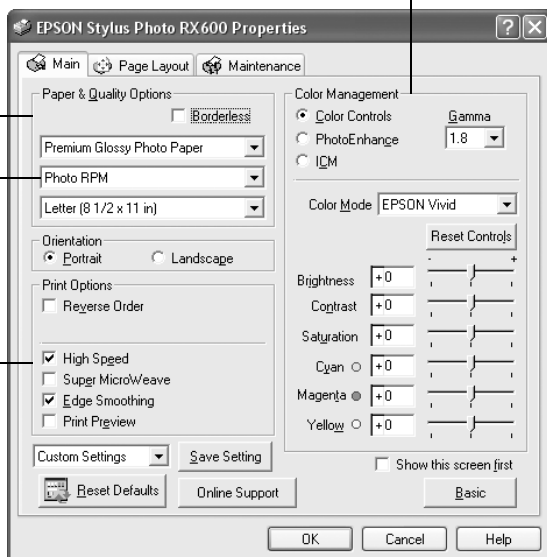 EPSON Stylus Photo RX600 Properties
Main
Page Layout
Maintenance
Paper & Quality Options
Borderless
Premium Glossy Photo Paper
Photo RPM
Letter (8 1/2 x 11 in)
Orientation
Portrait
Landscape
Print Options
Reverse Order
High Speed
Super MicroWeave
Edge Smoothing
Print Preview
Custom Settings
Save Setting
Reset Defaults
Online Support
Color Management
Color Controls
PhotoEnhance
ICM
Gamma
1.8
Color Mode EPSON Vivid
Reset Controls
- +
Brightness +0
Contrast +0
Saturation +0
Cyan +0
Magenta +0
Yellow +0
Show this screen first
Basic
OK
Cancel
Help